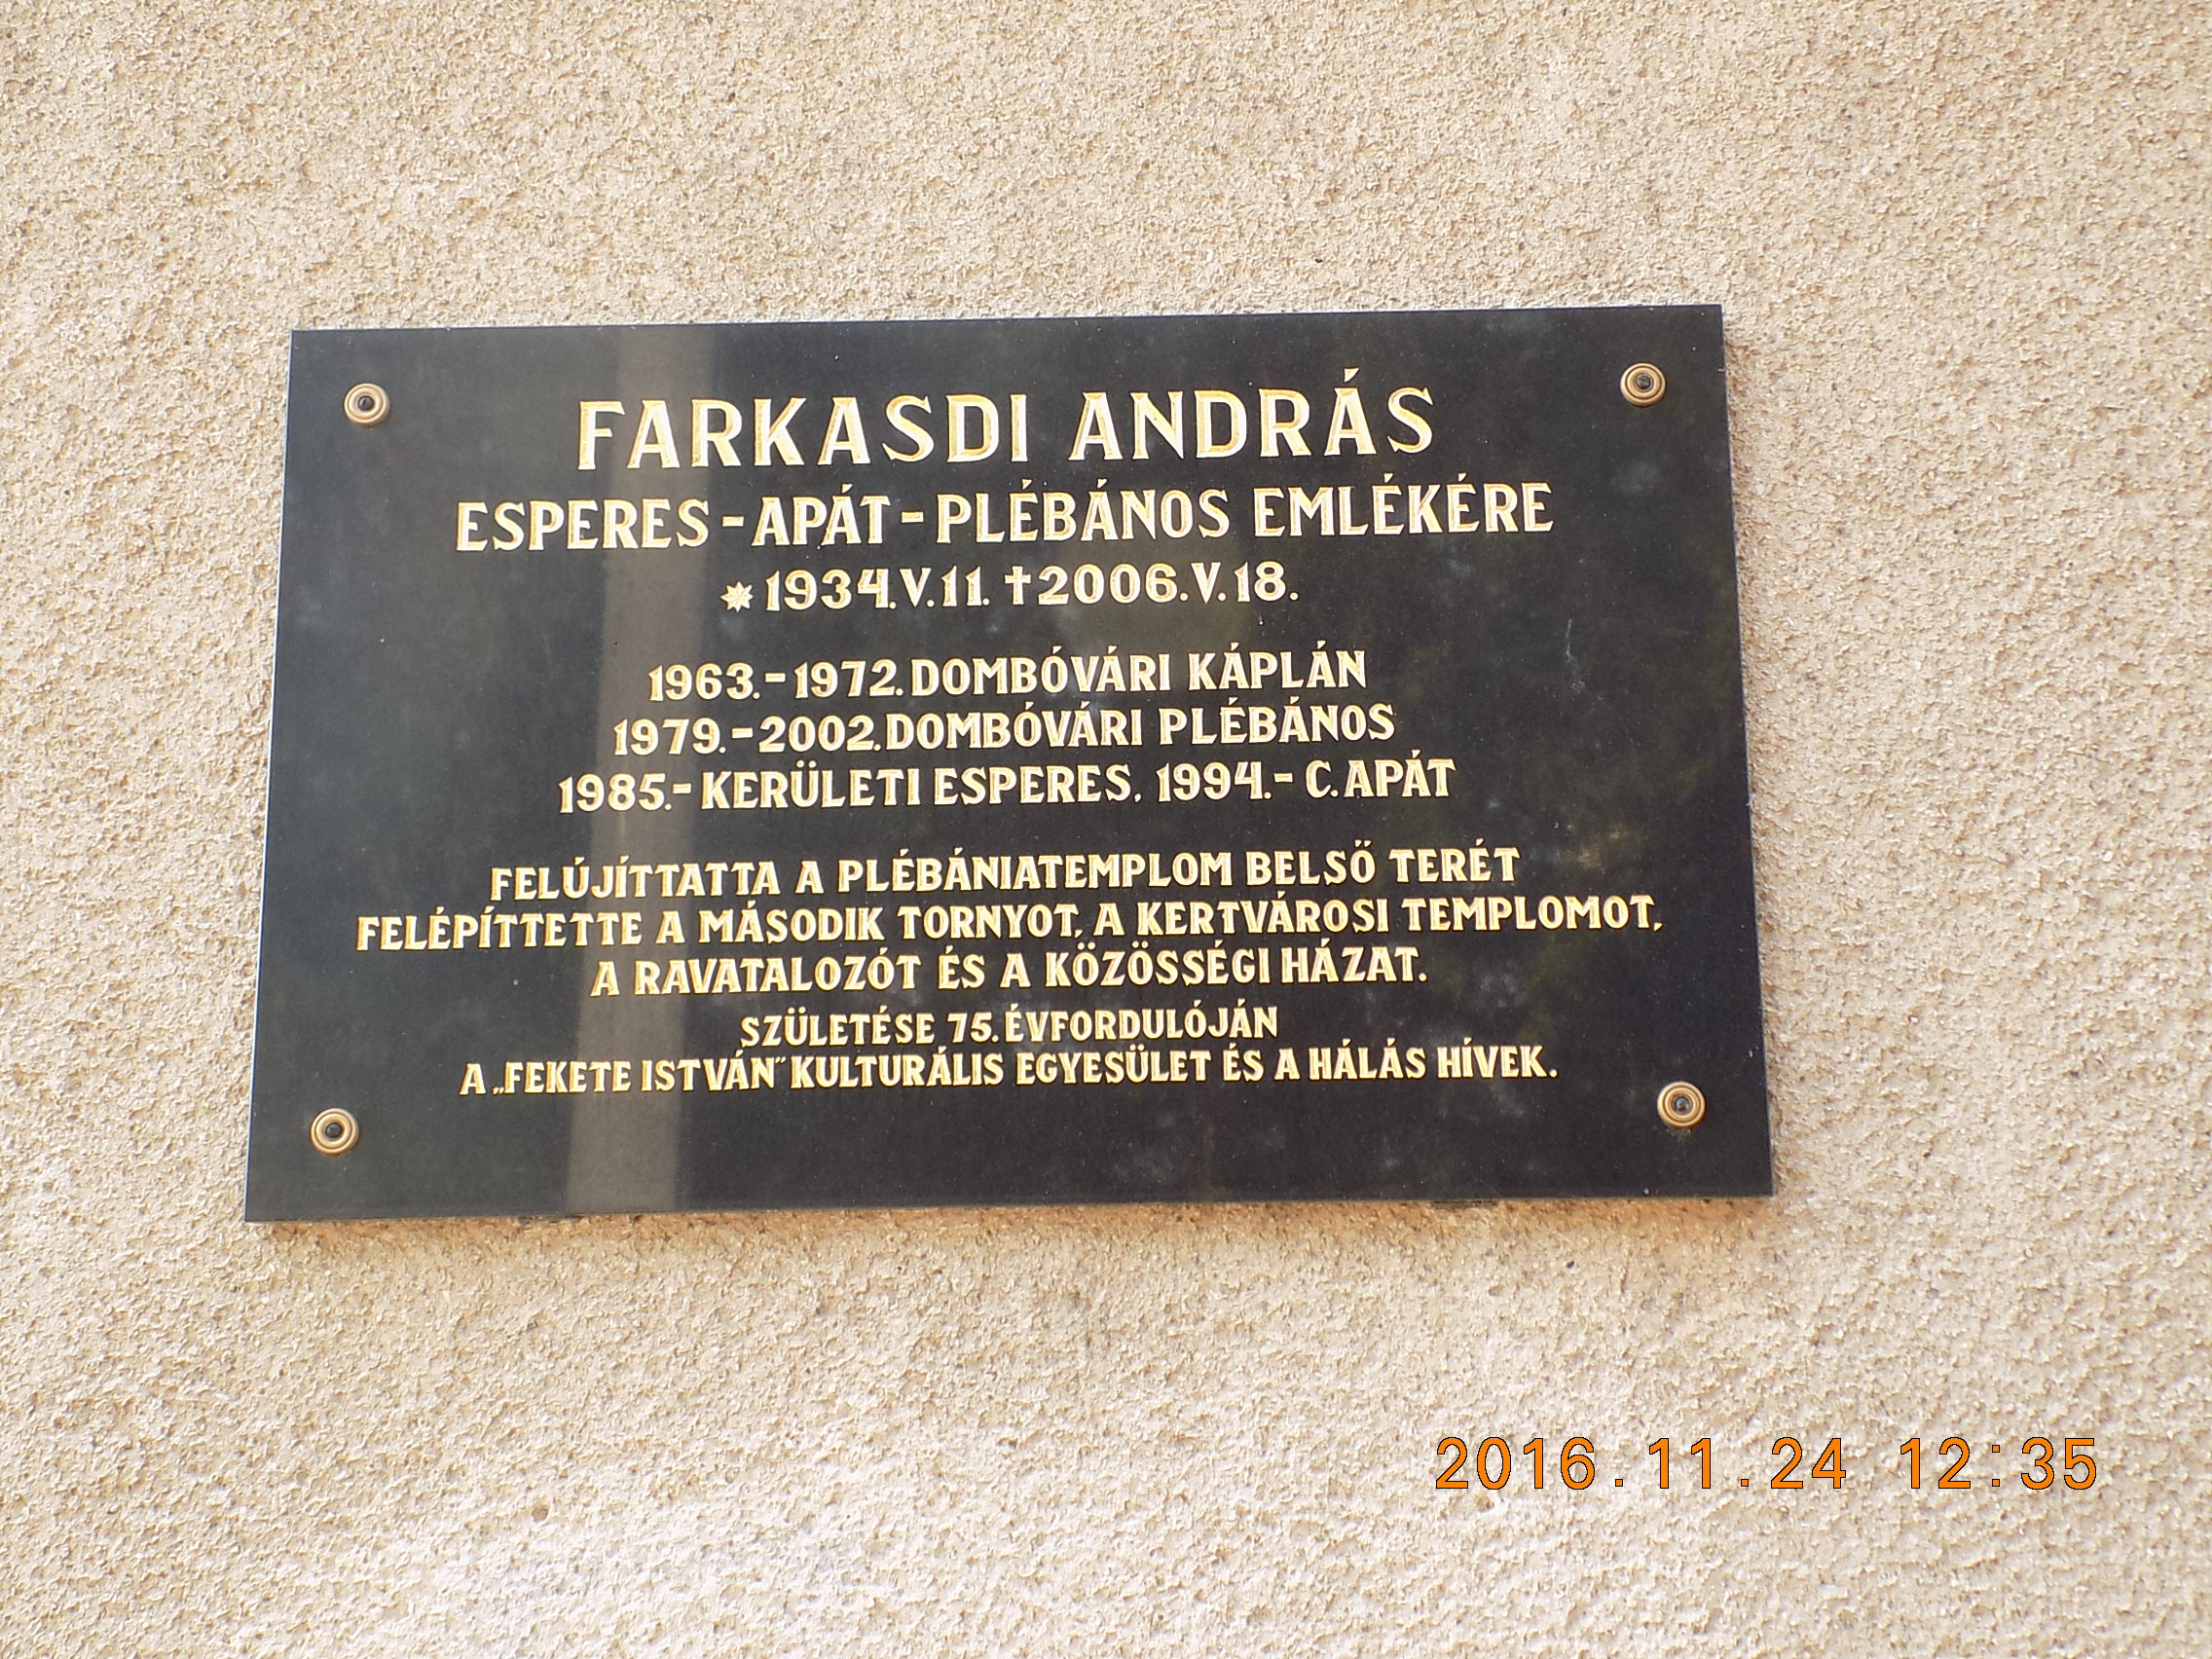 FARKASDI ANDRÁS
ESPERES-APÁT-PLÉBÁNOS EMLÉKÉRE
* 1934.V.11. † 2006.V.18.
1963.-1972. DOMBÓVÁRI KÁPLÁN
1979.-2002. DOMBÓVÁRI PLÉBÁNOS
1985.- KERÜLETI ESPERES, 1994.- C. APÁT
FELÚJÍTTATTA A PLÉBÁNIATEMPLOM BELSŐ TERÉT
FELÉPÍTTETTE A MÁSODIK TORNYOT, A KERTVÁROSI TEMPLOMOT,
A RAVATALOZÓT ÉS A KÖZÖSSÉGI HÁZAT.
SZÜLETÉSE 75. ÉVFORDULÓJÁN
A „FEKETE ISTVÁN" KULTURÁLIS EGYESÜLET ÉS A HÁLÁS HÍVEK.
2016.11.24 12:35